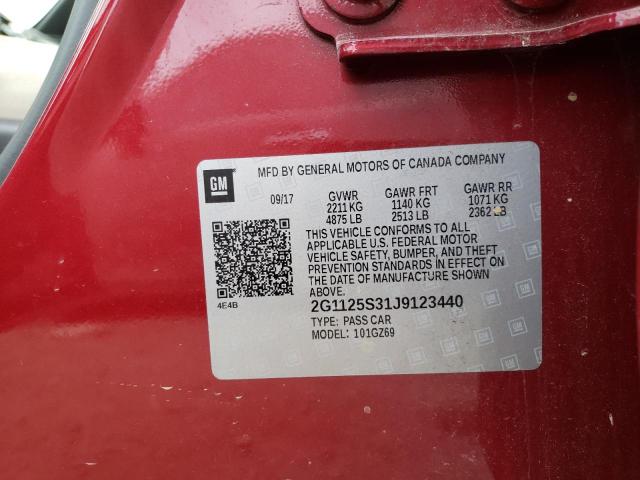 MFD BY GENERAL MOTORS OF CANADA COMPANY
GM
09/17 GVWR GAWR FRT GAWR RR
2211 KG 1140 KG 1071 KG
4875 LB 2513 LB 2362 LB
THIS VEHICLE CONFORMS TO ALL
APPLICABLE U.S. FEDERAL MOTOR
VEHICLE SAFETY, BUMPER, AND THEFT
PREVENTION STANDARDS IN EFFECT ON
THE DATE OF MANUFACTURE SHOWN
ABOVE.
4E4B
2G1125S31J9123440
TYPE: PASS CAR
MODEL: 101GZ69